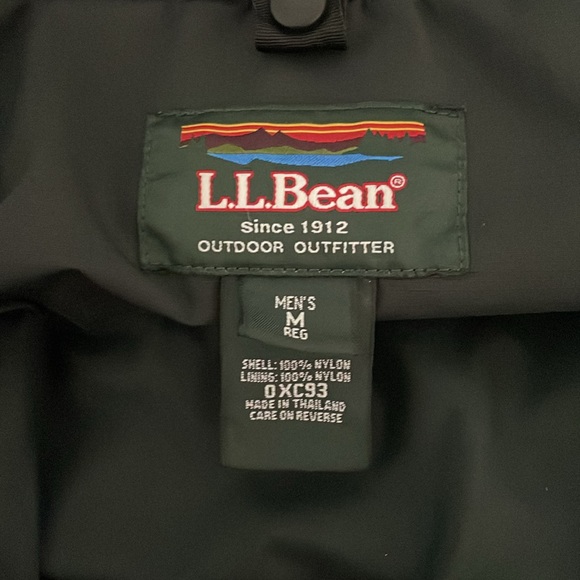 L.L.Bean®
Since 1912
OUTDOOR OUTFITTER
MEN'S
M
REG
SHELL: 100% NYLON
LINING: 100% NYLON
0XC93
MADE IN THAILAND
CARE ON REVERSE